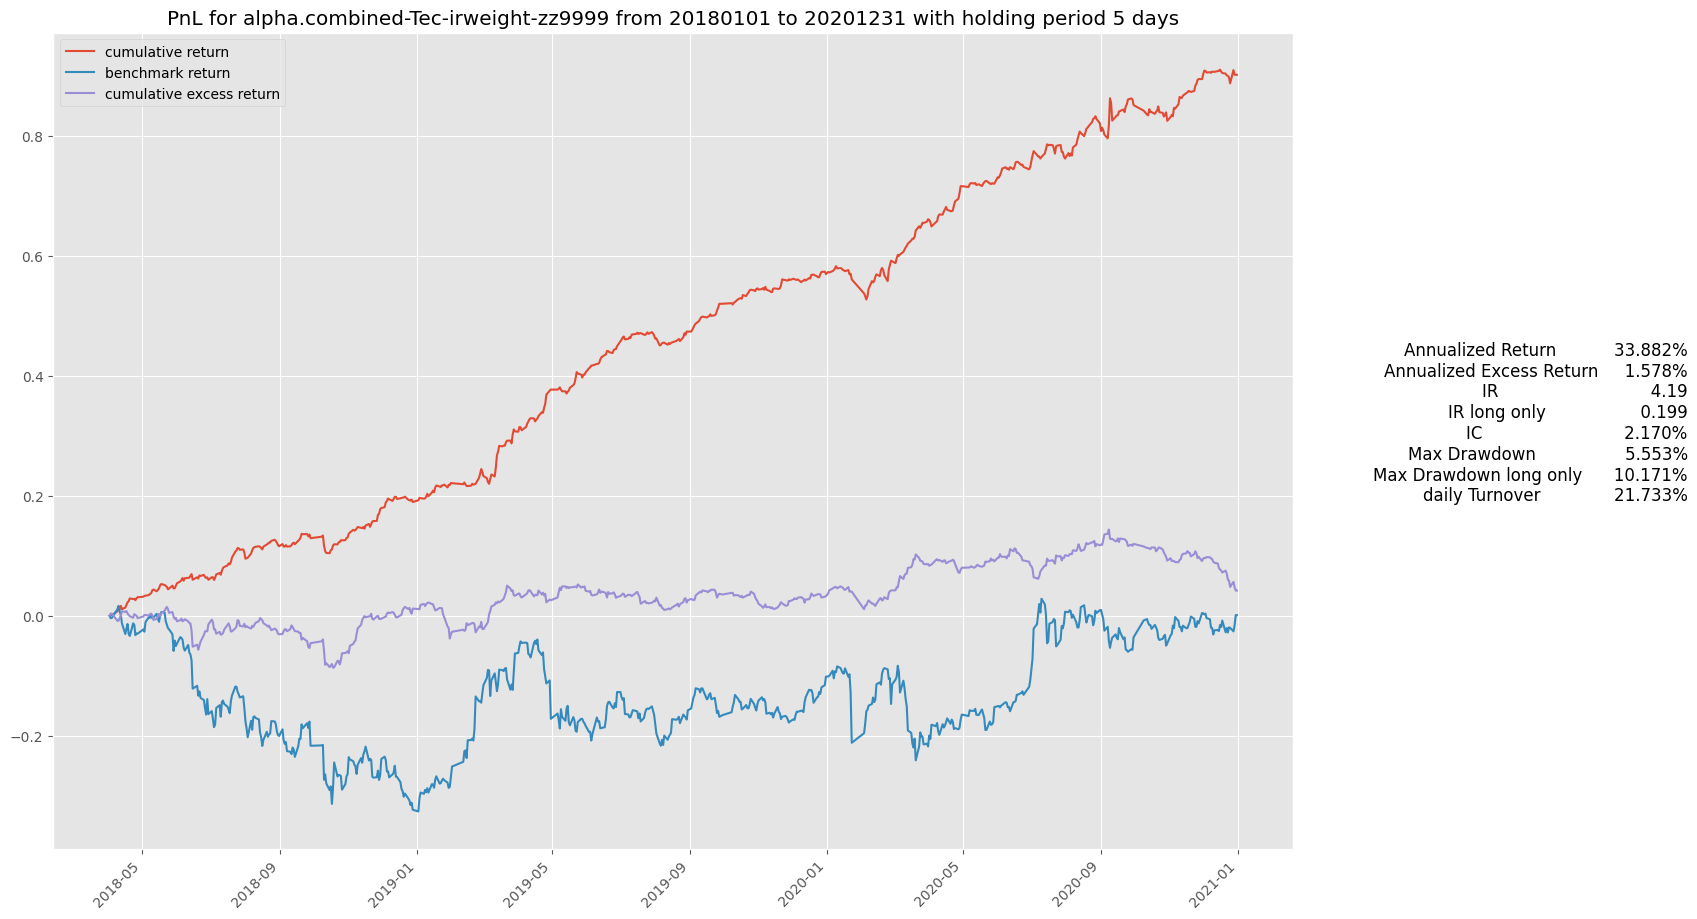 PnL for alpha.combined-Tec-irweight-zz9999 from 20180101 to 20201231 with holding period 5 days
cumulative return
benchmark return
cumulative excess return
0.8
0.6
0.4
0.2
0.0
−0.2
2018-05
2018-09
2019-01
2019-05
2019-09
2020-01
2020-05
2020-09
2021-01
Annualized Return 33.882%
Annualized Excess Return 1.578%
IR 4.19
IR long only 0.199
IC 2.170%
Max Drawdown 5.553%
Max Drawdown long only 10.171%
daily Turnover 21.733%